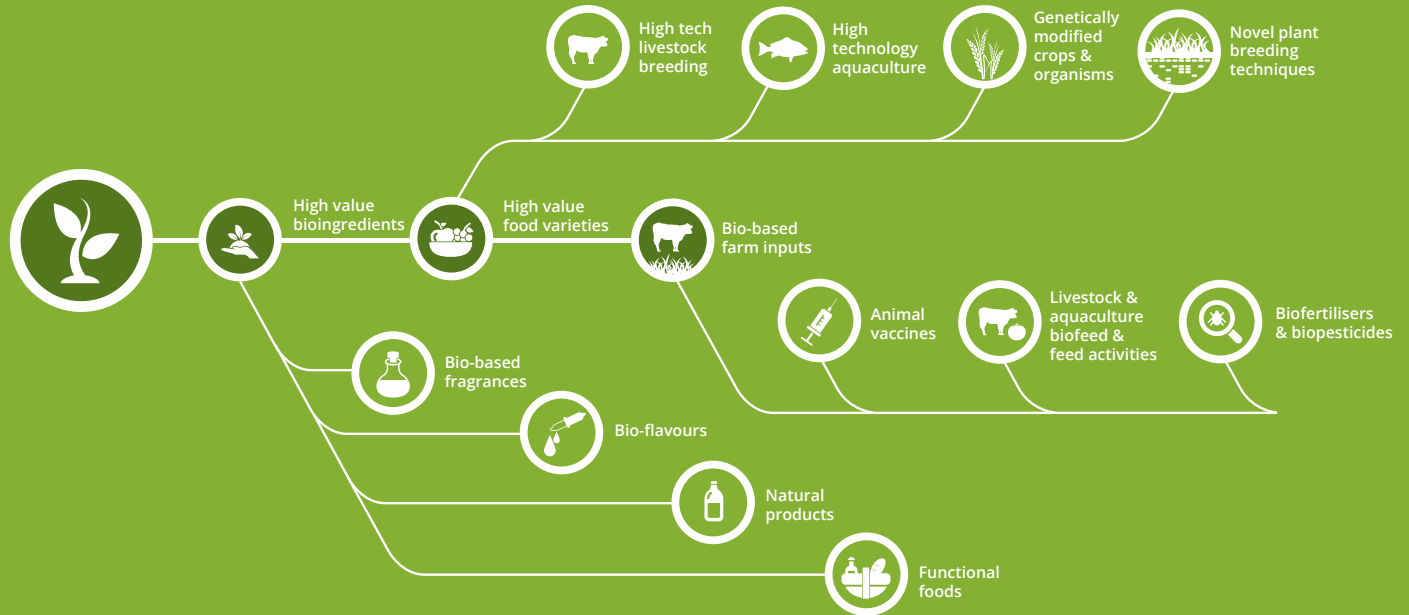 High tech
livestock
breeding
High
technology
aquaculture
Genetically
modified
crops &
organisms
Novel plant
breeding
techniques
High value
bioingredients
High value
food varieties
Bio-based
farm inputs
Animal
vaccines
Livestock &
aquaculture
biofeed &
feed activities
Biofertilisers
& biopesticides
Bio-based
fragrances
Bio-flavours
Natural
products
Functional
foods